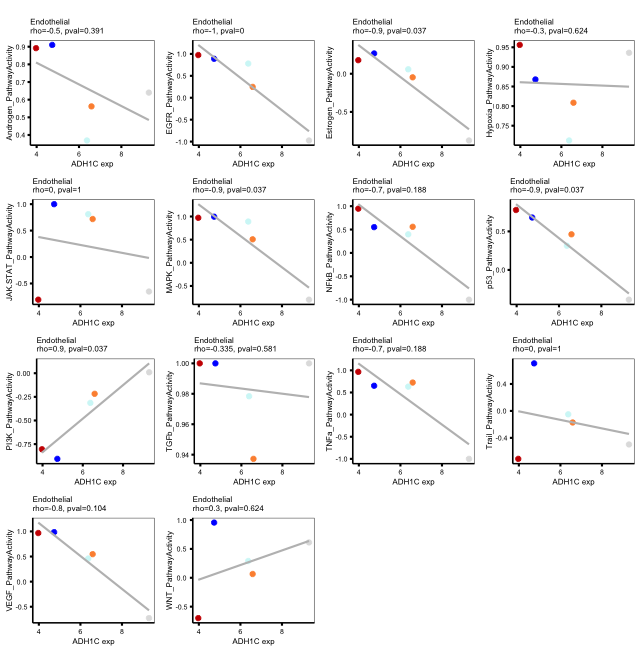 Endothelial
rho=-0.5, pval=0.391
Androgen_PathwayActivity
0.9
0.8
0.7
0.6
0.5
0.4
4
6
8
ADH1C exp
Endothelial
rho=-1, pval=0
EGFR_PathwayActivity
1.0
0.5
0.0
-0.5
-1.0
4
6
8
ADH1C exp
Endothelial
rho=-0.9, pval=0.037
Estrogen_PathwayActivity
0.0
-0.5
4
6
8
ADH1C exp
Endothelial
rho=-0.3, pval=0.624
Hypoxia_PathwayActivity
0.95
0.90
0.85
0.80
0.75
4
6
8
ADH1C exp
Endothelial
rho=0, pval=1
JAK.STAT_PathwayActivity
1.0
0.5
0.0
-0.5
4
6
8
ADH1C exp
Endothelial
rho=-0.9, pval=0.037
MAPK_PathwayActivity
1.0
0.5
0.0
-0.5
4
6
8
ADH1C exp
Endothelial
rho=-0.7, pval=0.188
NFkB_PathwayActivity
1.0
0.5
0.0
-0.5
-1.0
4
6
8
ADH1C exp
Endothelial
rho=-0.9, pval=0.037
p53_PathwayActivity
0.5
0.0
4
6
8
ADH1C exp
Endothelial
rho=0.9, pval=0.037
PI3K_PathwayActivity
0.00
-0.25
-0.50
-0.75
4
6
8
ADH1C exp
Endothelial
rho=-0.335, pval=0.581
TGFb_PathwayActivity
1.00
0.98
0.96
0.94
4
6
8
ADH1C exp
Endothelial
rho=-0.7, pval=0.188
TNFa_PathwayActivity
1.0
0.5
0.0
-0.5
-1.0
4
6
8
ADH1C exp
Endothelial
rho=0, pval=1
Trail_PathwayActivity
0.4
0.0
-0.4
4
6
8
ADH1C exp
Endothelial
rho=-0.8, pval=0.104
VEGF_PathwayActivity
1.0
0.5
0.0
-0.5
4
6
8
ADH1C exp
Endothelial
rho=0.3, pval=0.624
WNT_PathwayActivity
1.0
0.5
0.0
-0.5
4
6
8
ADH1C exp